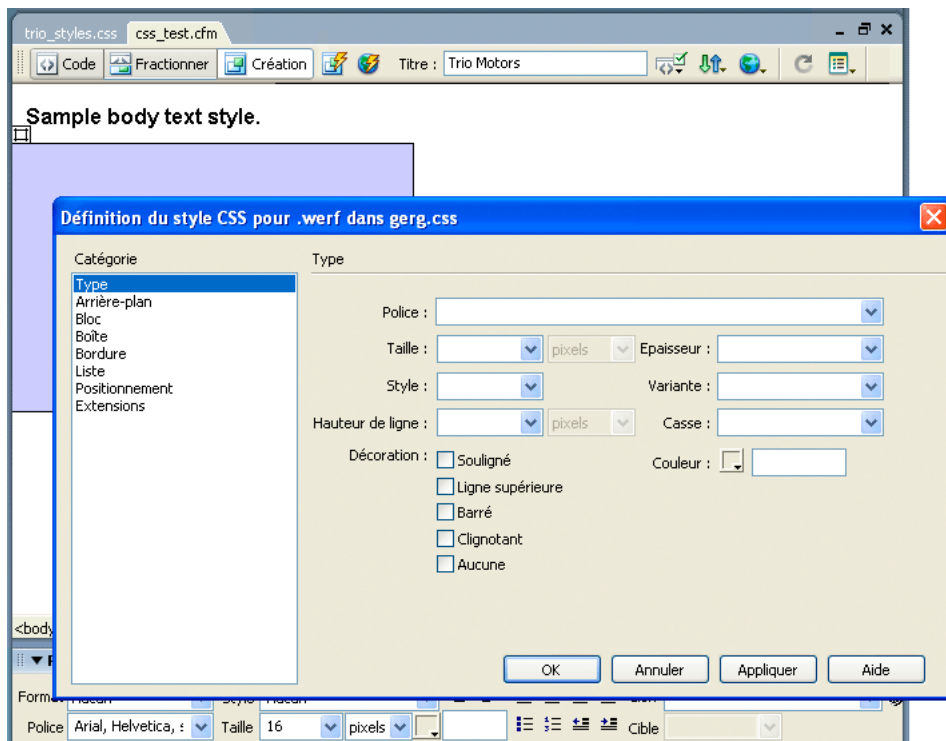 trio_styles.css css_test.cfm
Code Fractionner Création Titre : Trio Motors
Sample body text style.
Définition du style CSS pour .werf dans gerg.css
Catégorie
Type
Arrière-plan
Bloc
Boîte
Bordure
Liste
Positionnement
Extensions
Type
Police :
Taille : pixels Epaisseur :
Style : Variante :
Hauteur de ligne : pixels Casse :
Décoration : Souligné Couleur :
Ligne supérieure
Barré
Clignotant
Aucune
OK Annuler Appliquer Aide
<body
Police Arial, Helvetica, s Taille 16 pixels Cible